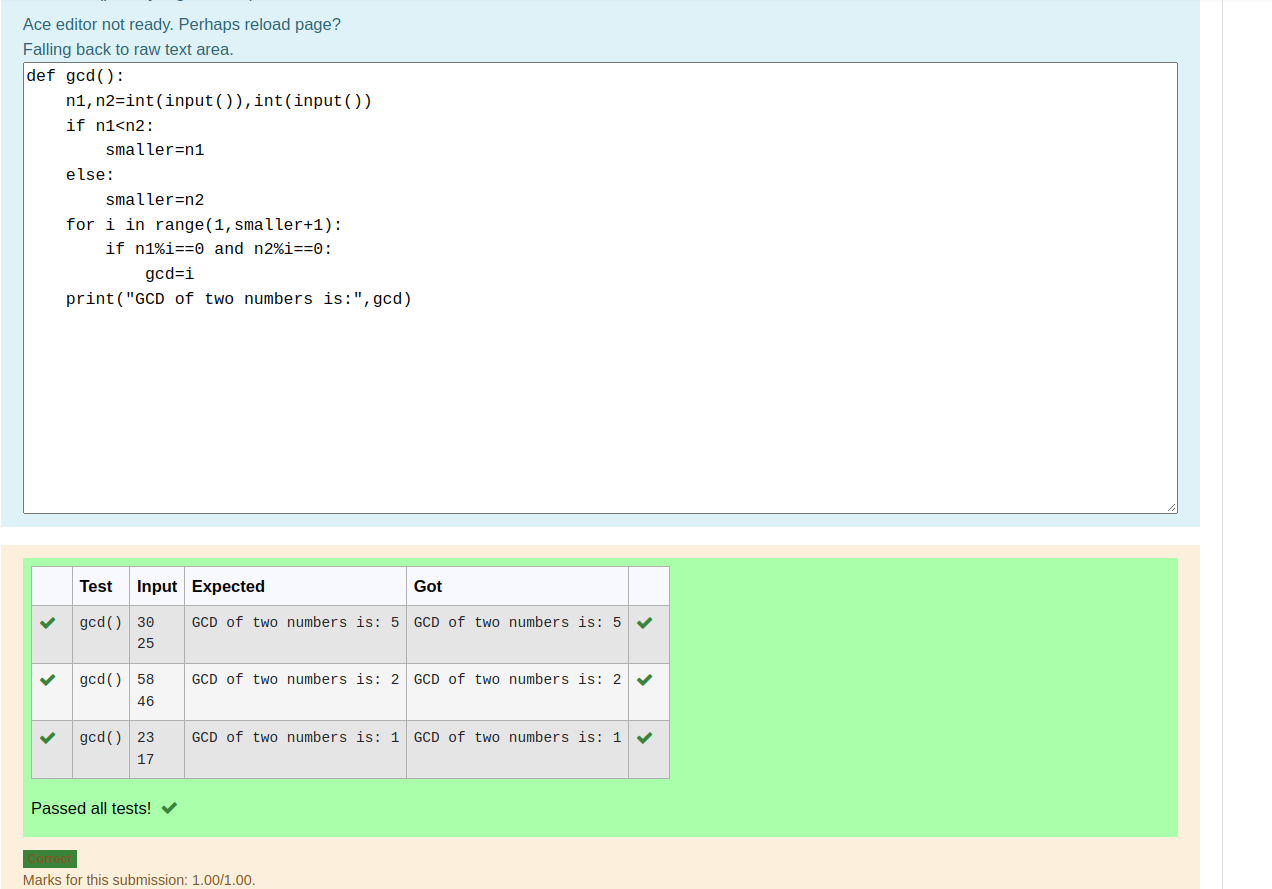 Ace editor not ready. Perhaps reload page?
Falling back to raw text area.
def gcd():
    n1,n2=int(input()),int(input())
    if n1<n2:
        smaller=n1
    else:
        smaller=n2
    for i in range(1,smaller+1):
        if n1%i==0 and n2%i==0:
            gcd=i
    print("GCD of two numbers is:",gcd)
Test Input Expected Got
gcd() 30 GCD of two numbers is: 5 GCD of two numbers is: 5
25
gcd() 58 GCD of two numbers is: 2 GCD of two numbers is: 2
46
gcd() 23 GCD of two numbers is: 1 GCD of two numbers is: 1
17
Passed all tests!
Correct
Marks for this submission: 1.00/1.00.